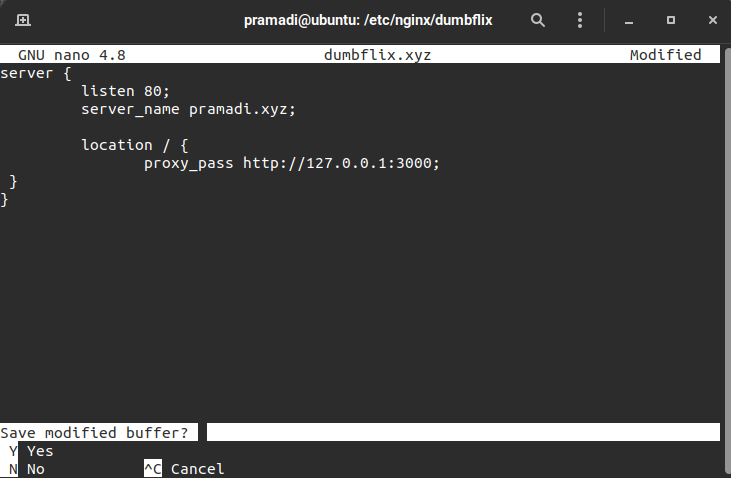 pramadi@ubuntu: /etc/nginx/dumbflix
GNU nano 4.8 dumbflix.xyz Modified
server {
listen 80;
server_name pramadi.xyz;
location / {
proxy_pass http://127.0.0.1:3000;
}
}
Save modified buffer?
Y Yes
N No ^C Cancel